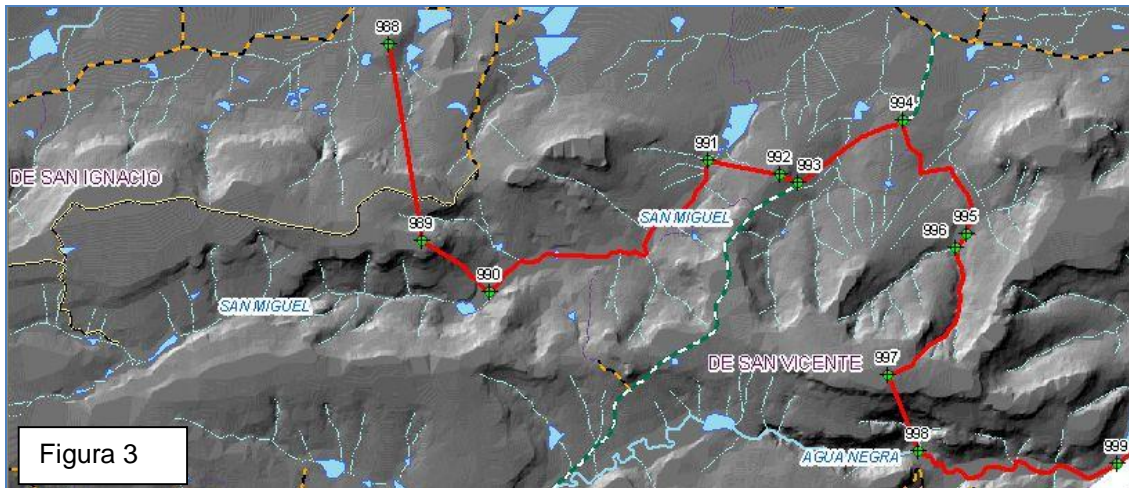 988
994
991
992
993
DE SAN IGNACIO
SAN MIGUEL
989
995
996
990
SAN MIGUEL
997
DE SAN VICENTE
998
AGUA NEGRA
999
Figura 3